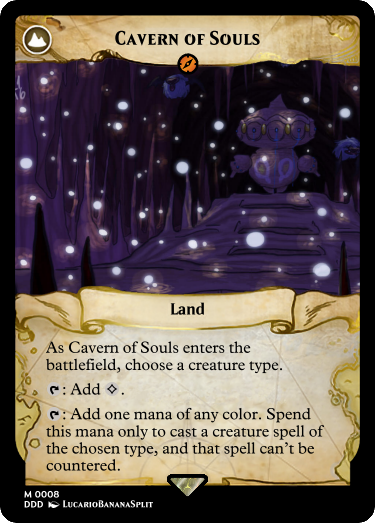 CAVERN OF SOULS
Land
As Cavern of Souls enters the
battlefield, choose a creature type.
: Add .
: Add one mana of any color. Spend
this mana only to cast a creature spell of
the chosen type, and that spell can't be
countered.
M 0008
DDD LUCARIOBANANASPLIT